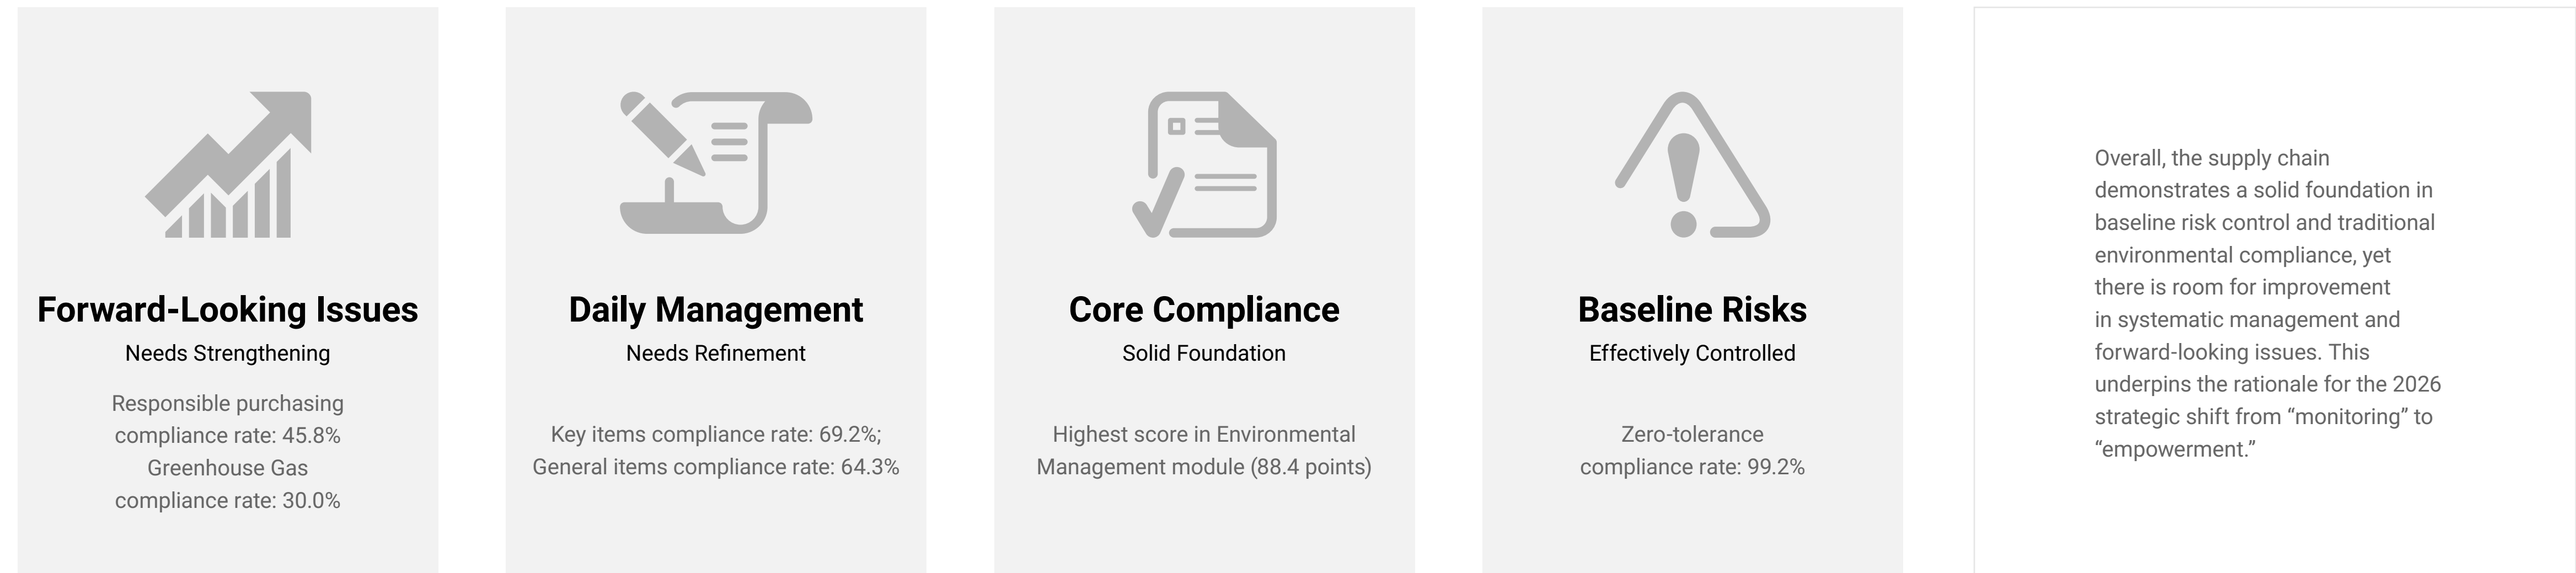 Forward-Looking Issues
Needs Strengthening
Responsible purchasing
compliance rate: 45.8%
Greenhouse Gas
compliance rate: 30.0%
Daily Management
Needs Refinement
Key items compliance rate: 69.2%;
General items compliance rate: 64.3%
Core Compliance
Solid Foundation
Highest score in Environmental
Management module (88.4 points)
Baseline Risks
Effectively Controlled
Zero-tolerance
compliance rate: 99.2%
Overall, the supply chain
demonstrates a solid foundation in
baseline risk control and traditional
environmental compliance, yet
there is room for improvement
in systematic management and
forward-looking issues. This
underpins the rationale for the 2026
strategic shift from “monitoring” to
“empowerment.”